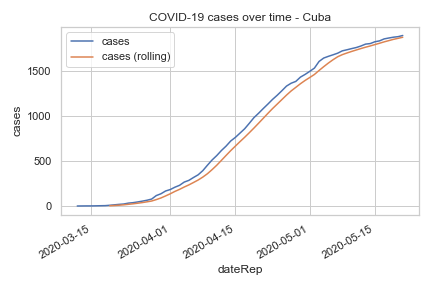 COVID-19 cases over time - Cuba
cases
cases (rolling)
cases
1500
1000
500
0
2020-03-15
2020-04-01
2020-04-15
2020-05-01
2020-05-15
dateRep